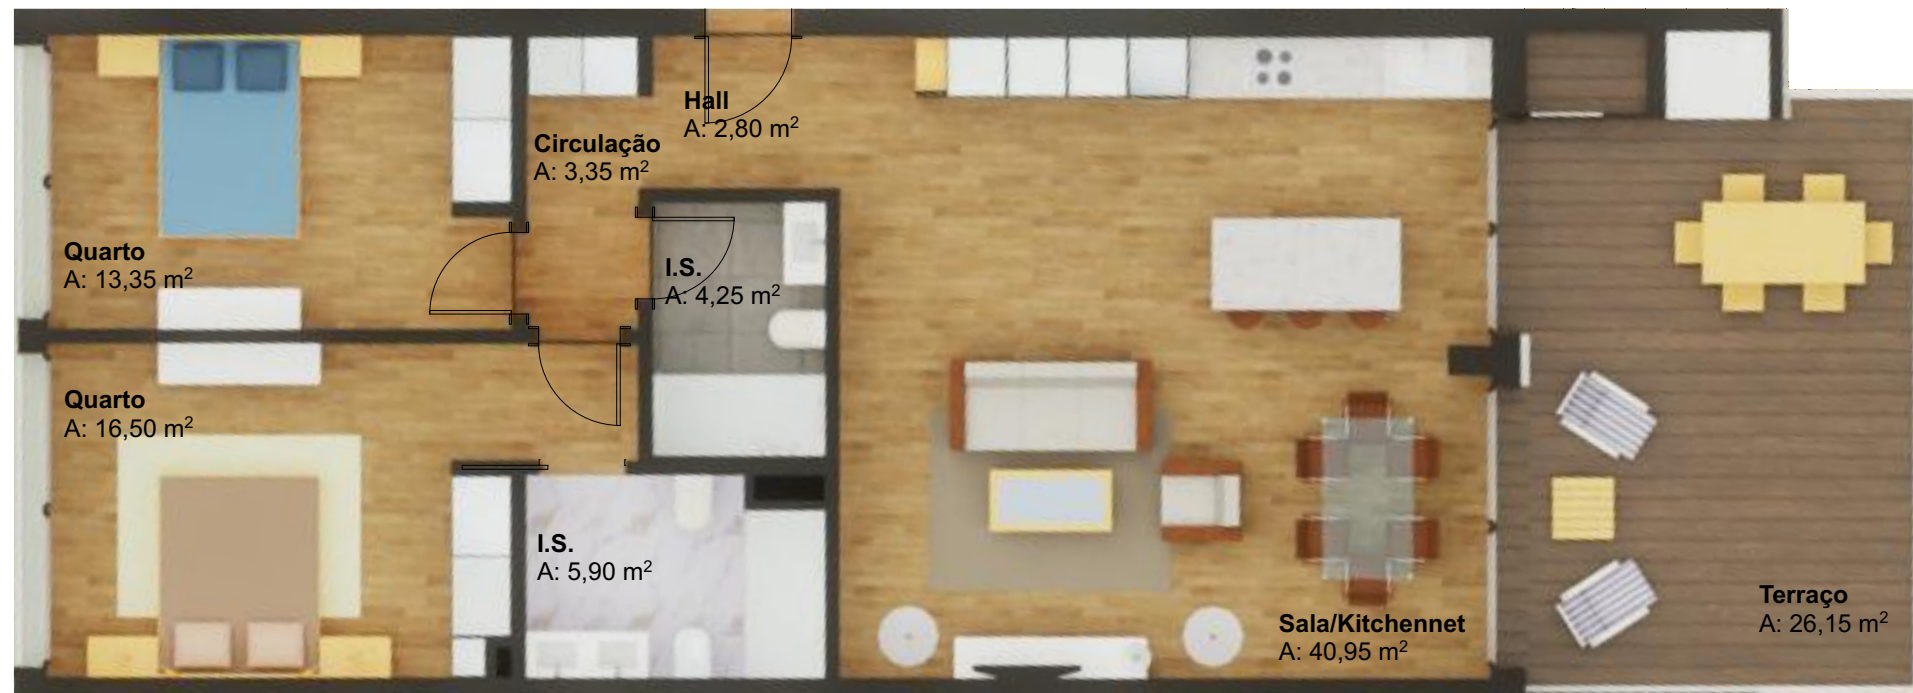 Hall
A: 2,80 m²
Circulação
A: 3,35 m²
Quarto
A: 13,35 m²
I.S.
A: 4,25 m²
Quarto
A: 16,50 m²
I.S.
A: 5,90 m²
Sala/Kitchennet
A: 40,95 m²
Terraço
A: 26,15 m²